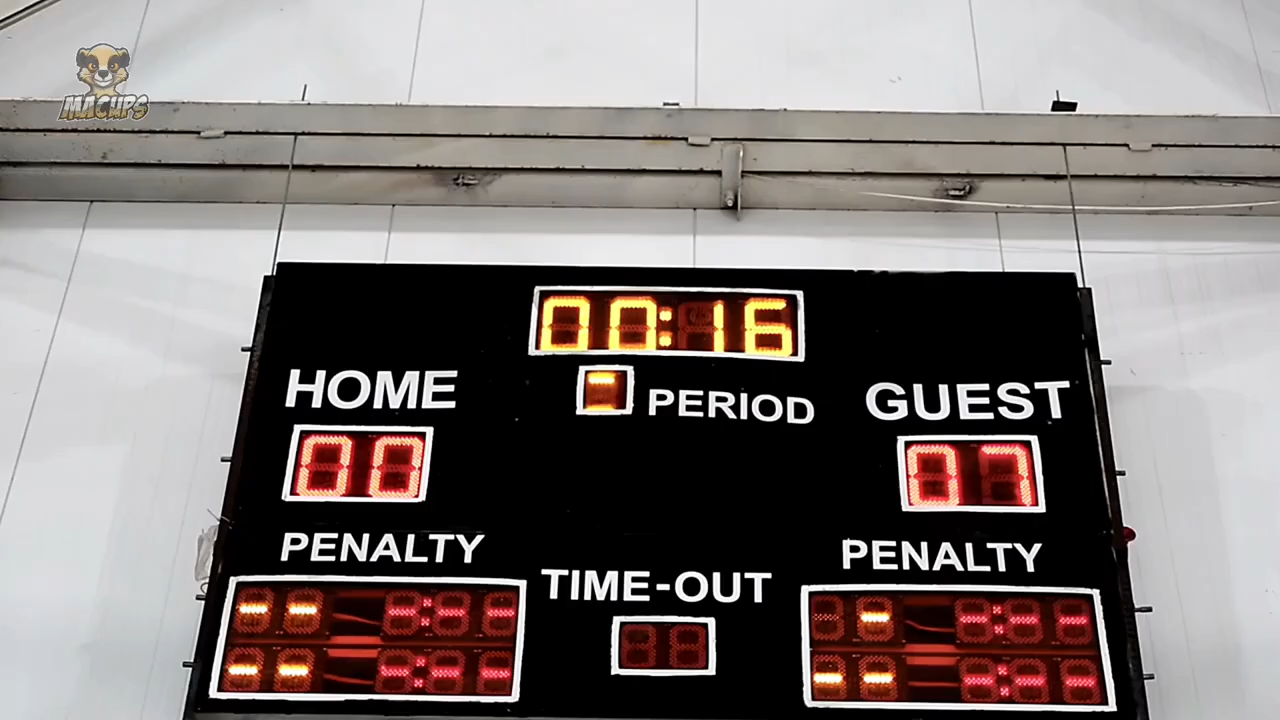 MACUPS
00:16
HOME
PERIOD
GUEST
00
07
PENALTY
TIME-OUT
PENALTY